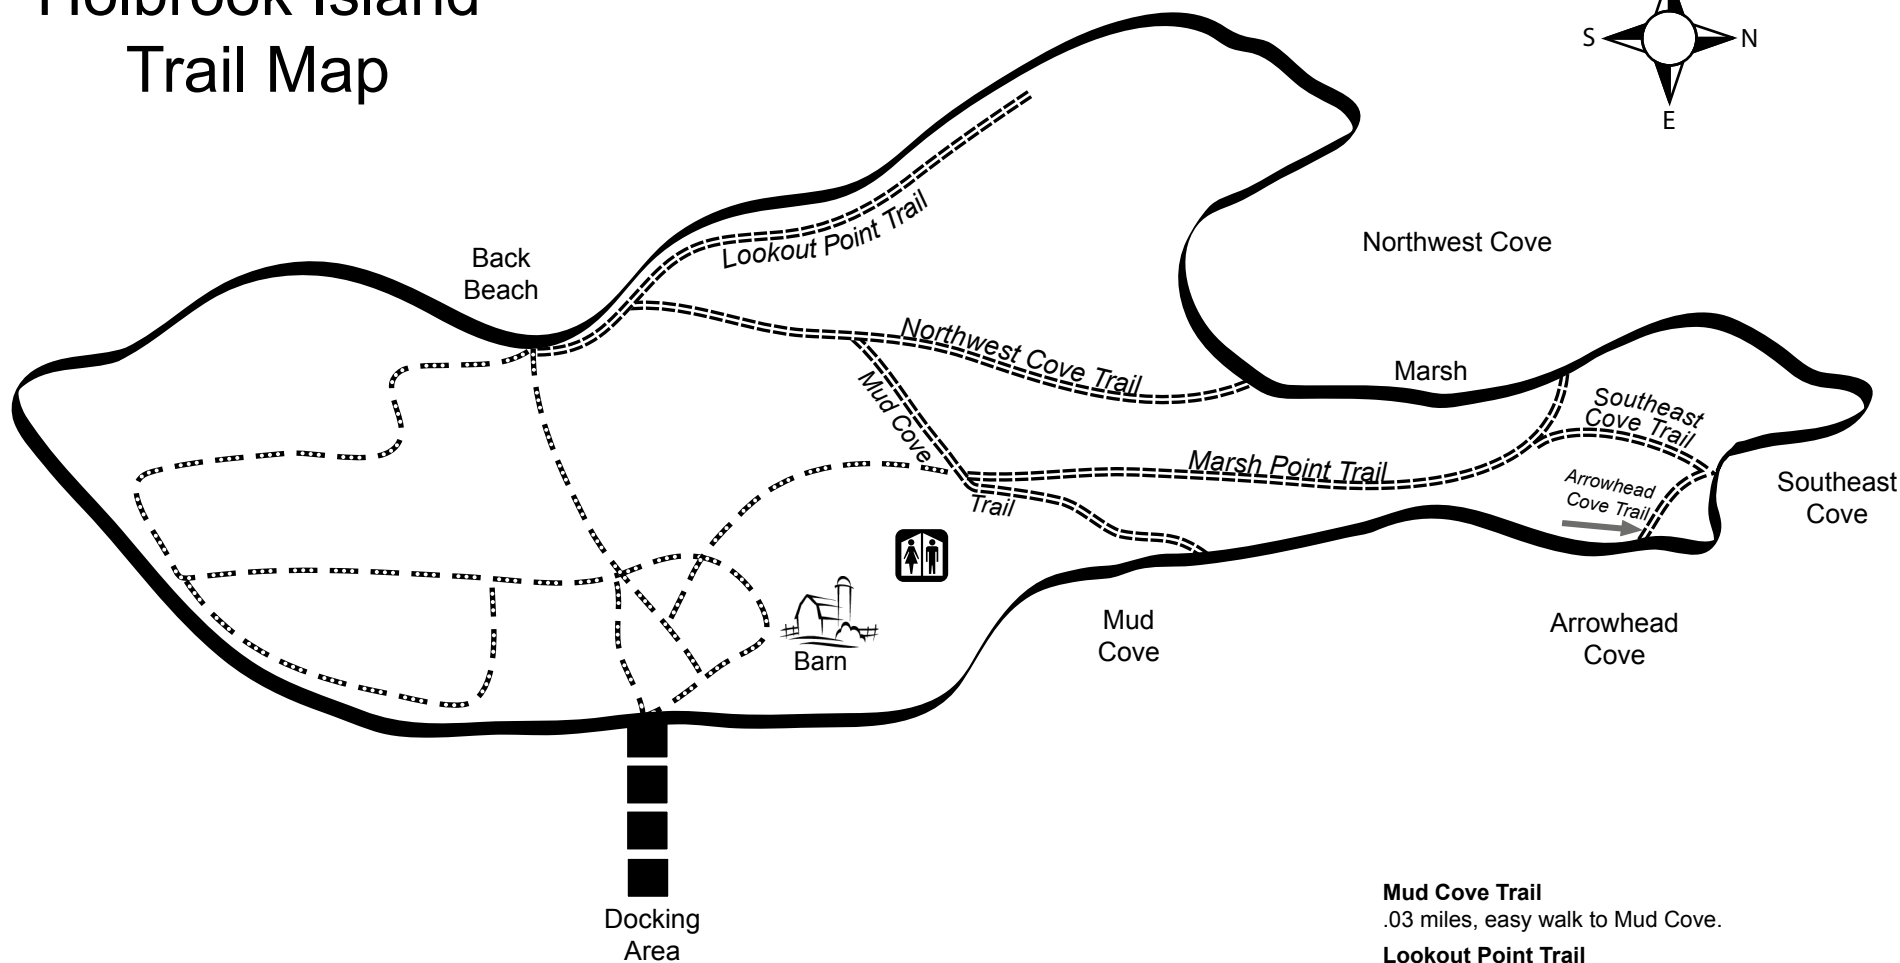 Holbrook Island
Trail Map
S
N
E
Lookout Point Trail
Back
Beach
Northwest Cove
Northwest Cove Trail
Marsh
Mud Cove
Trail
Southeast
Cove Trail
Marsh Point Trail
Arrowhead
Cove Trail
Southeast
Cove
Barn
Mud
Cove
Arrowhead
Cove
Docking
Area
Mud Cove Trail
.03 miles, easy walk to Mud Cove.
Lookout Point Trail